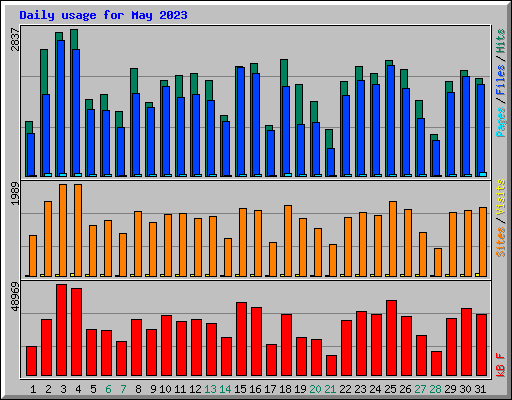 Daily usage for May 2023
2837
Pages / Files / Hits
1989
Sites / Visits
48969
kB F
1 2 3 4 5 6 7 8 9 10 11 12 13 14 15 16 17 18 19 20 21 22 23 24 25 26 27 28 29 30 31